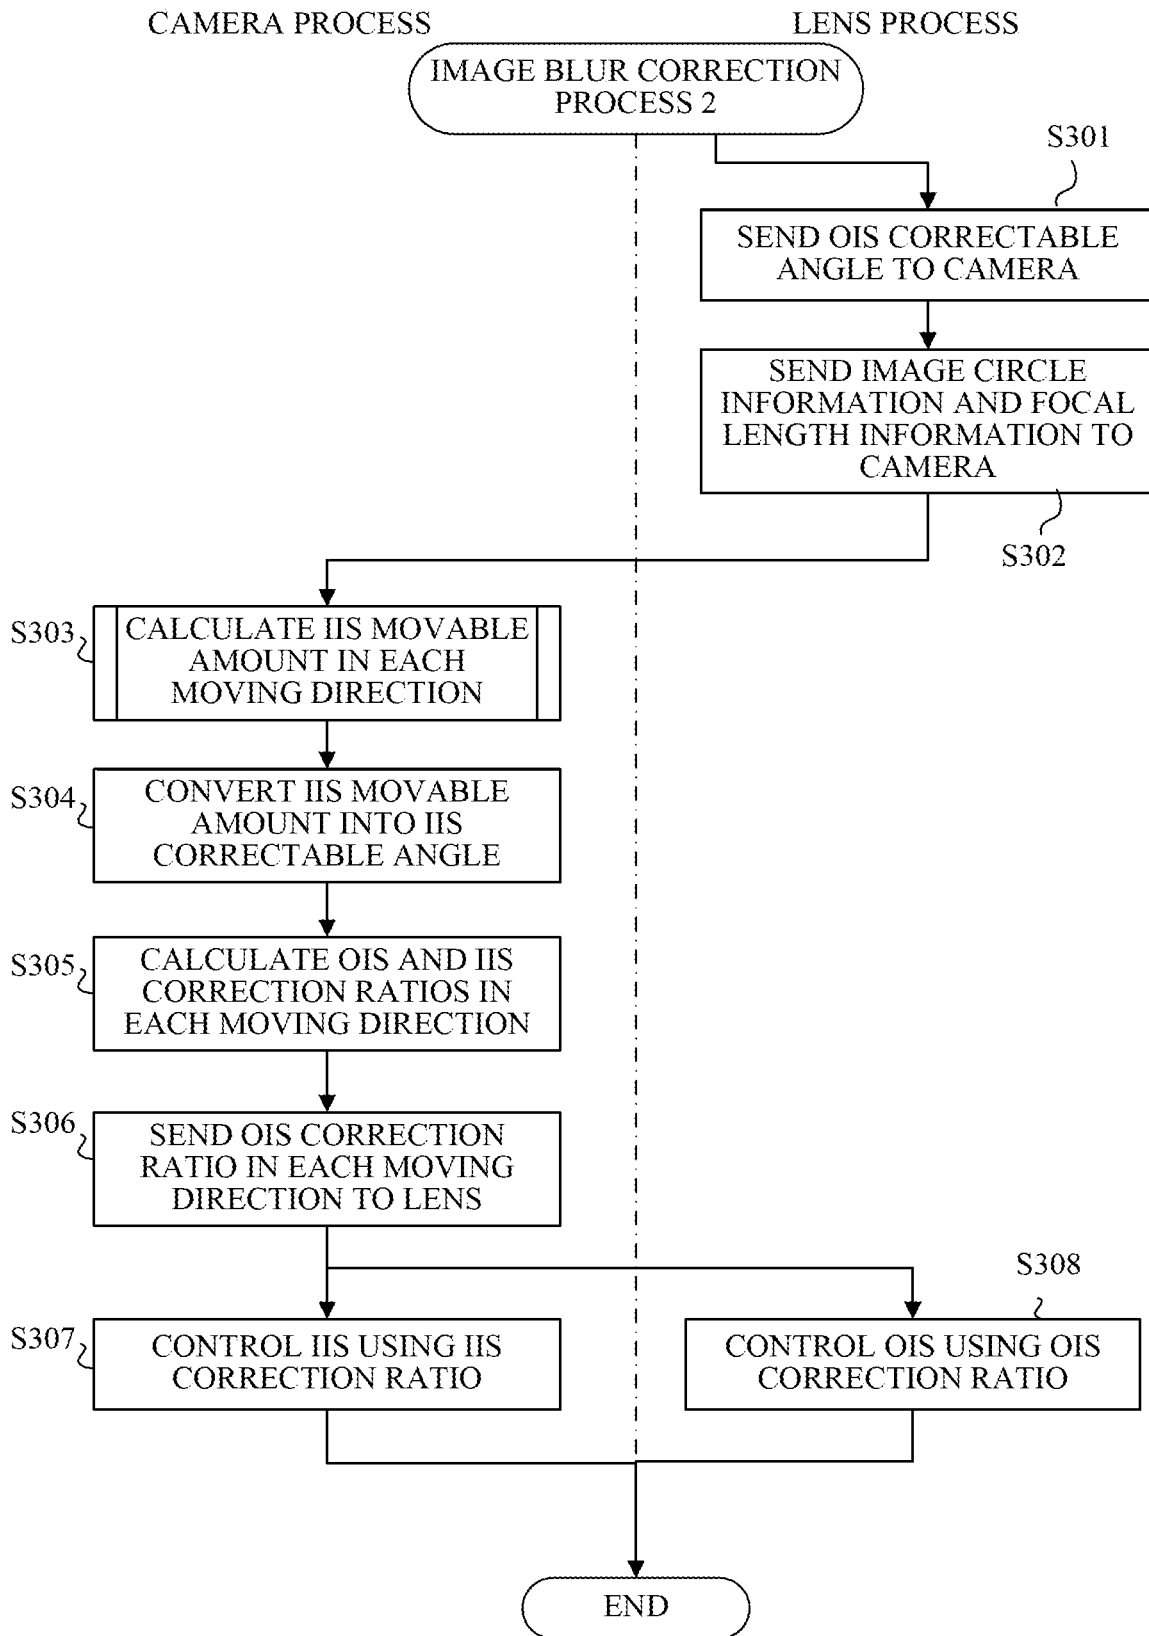 CAMERA PROCESS
LENS PROCESS
IMAGE BLUR CORRECTION
PROCESS 2
S301
SEND OIS CORRECTABLE
ANGLE TO CAMERA
SEND IMAGE CIRCLE
INFORMATION AND FOCAL
LENGTH INFORMATION TO
CAMERA
S302
S303
CALCULATE IIS MOVABLE
AMOUNT IN EACH
MOVING DIRECTION
S304
CONVERT IIS MOVABLE
AMOUNT INTO IIS
CORRECTABLE ANGLE
S305
CALCULATE OIS AND IIS
CORRECTION RATIOS IN
EACH MOVING DIRECTION
S306
SEND OIS CORRECTION
RATIO IN EACH MOVING
DIRECTION TO LENS
S307
CONTROL IIS USING IIS
CORRECTION RATIO
S308
CONTROL OIS USING OIS
CORRECTION RATIO
END